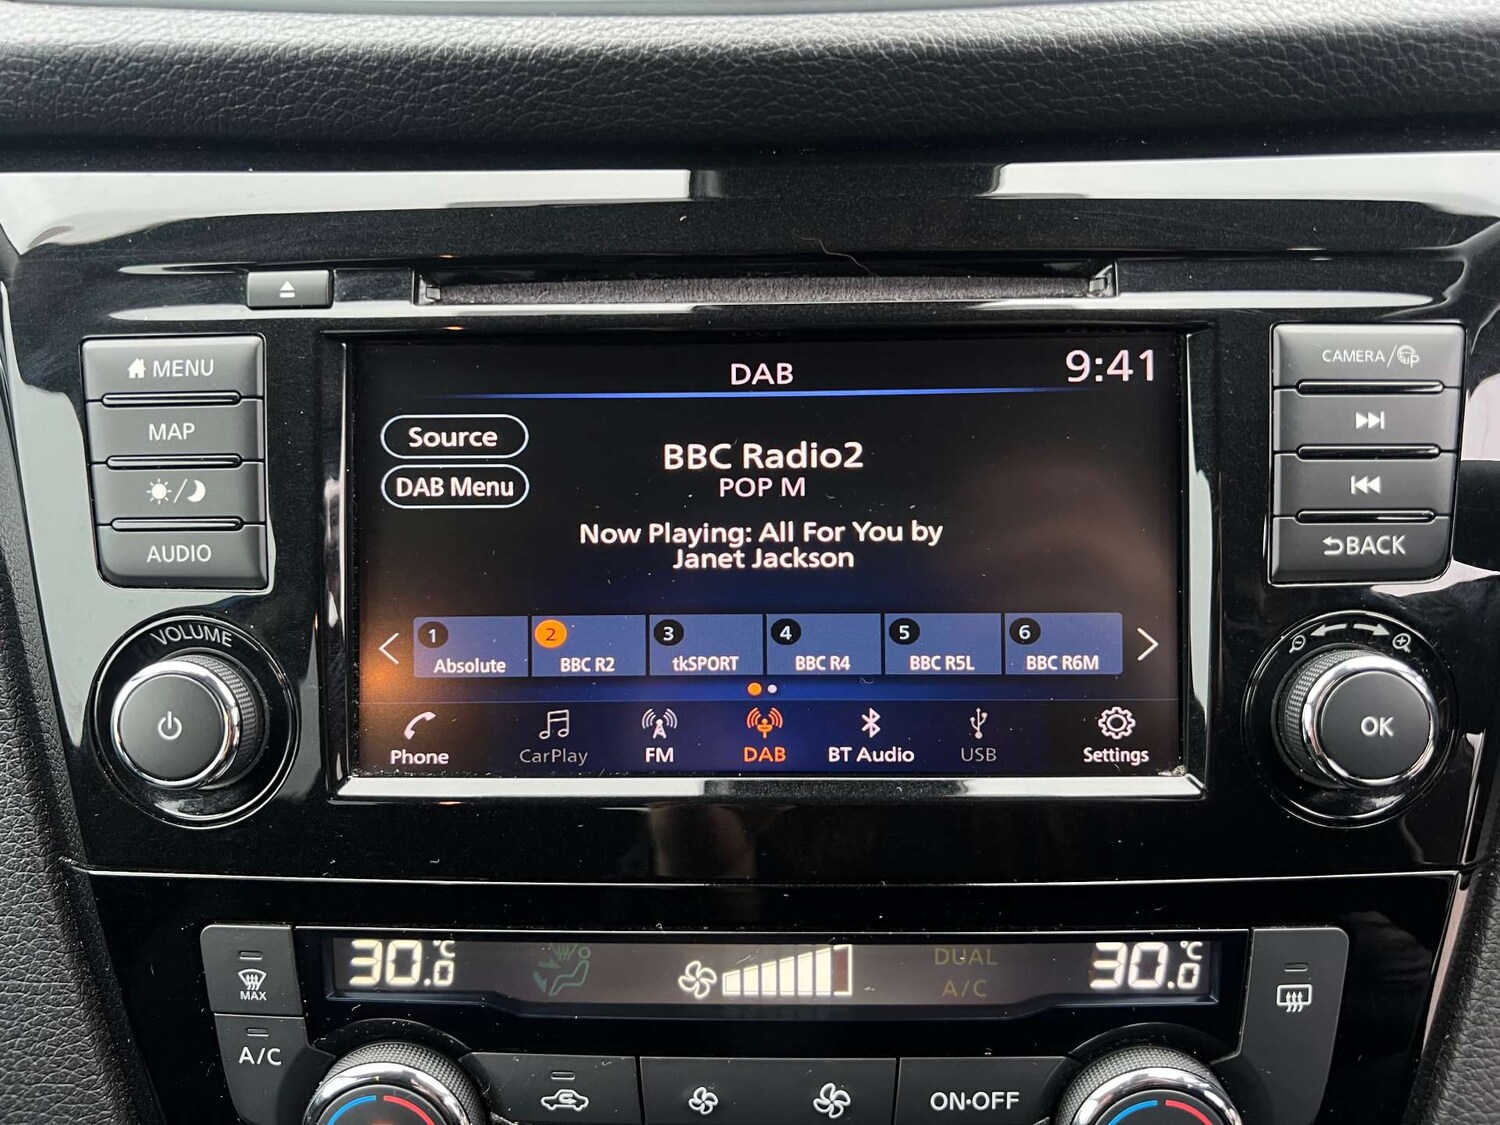 MENU
MAP
AUDIO
VOLUME
DAB
9:41
Source
DAB Menu
BBC Radio2
POP M
Now Playing: All For You by
Janet Jackson
1 Absolute
2 BBC R2
3 tkSPORT
4 BBC R4
5 BBC R5L
6 BBC R6M
Phone
CarPlay
FM
DAB
BT Audio
USB
Settings
CAMERA/
UP
BACK
OK
30.0°C
DUAL
A/C
30.0°C
MAX
A/C
ON•OFF